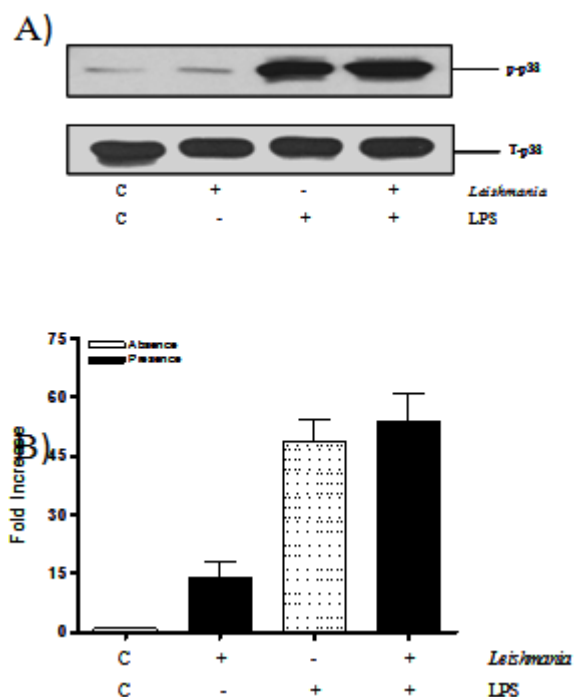 A)
p-p38
T-p38
C + - + Leishmania
C - + + LPS
B)
Fold Increase
75
60
45
30
15
0
Absence
Presence
C + - + Leishmania
C - + + LPS